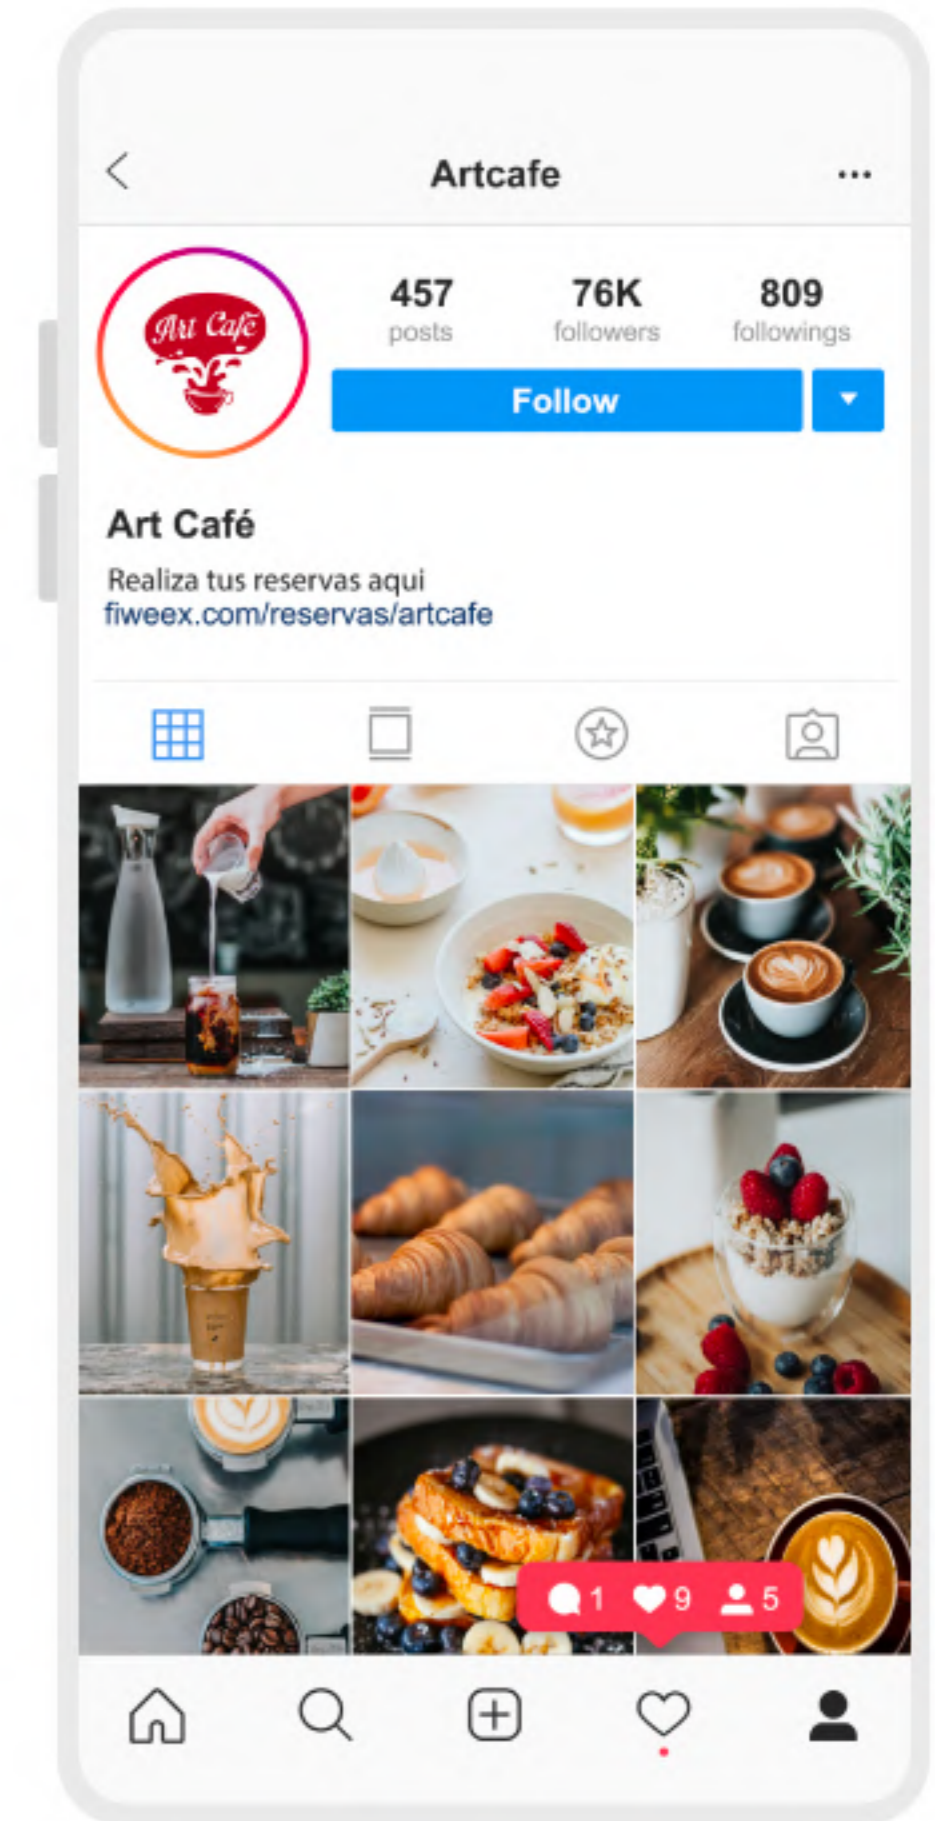 Artcafe
Art Café
457
posts
76K
followers
809
followings
Follow
Art Café
Realiza tus reservas aqui
fiweex.com/reservas/artcafe
1 9 5